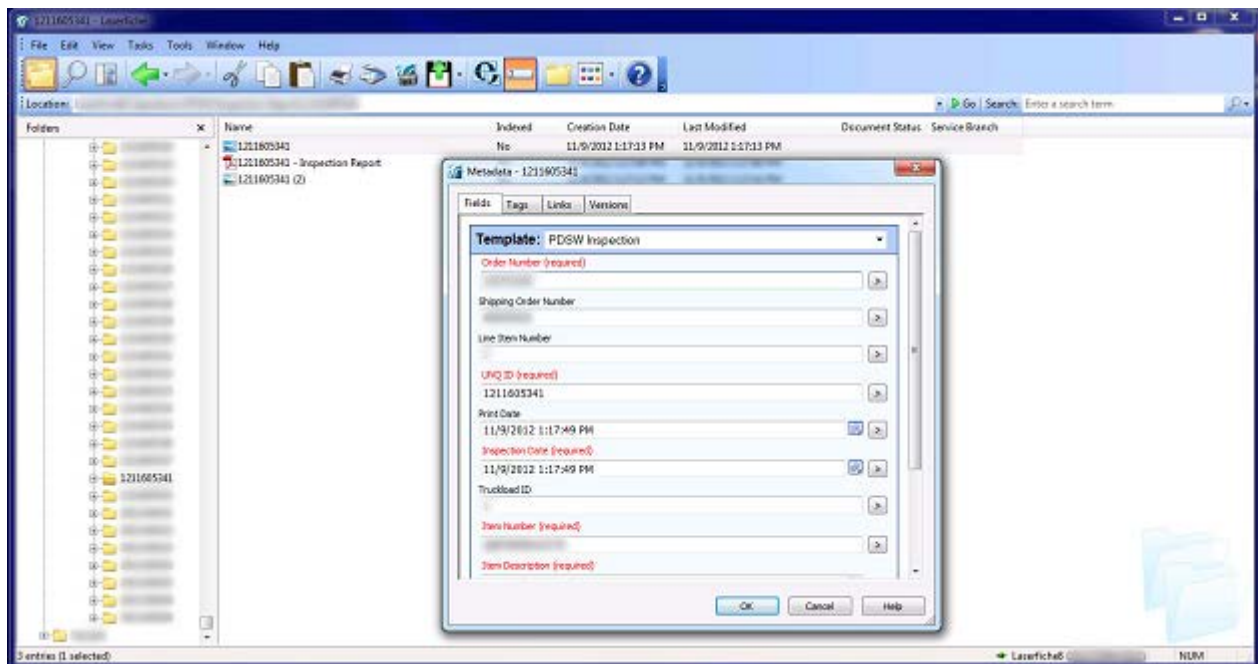 1211605341 - Laserfiche
File Edit View Tasks Tools Window Help
Location:
Go Search: Enter a search term
Folders
Name Indexed Creation Date Last Modified Document Status Service Branch
1211605341 No 11/9/2012 1:17:13 PM 11/9/2012 1:17:13 PM
1211605341 - Inspection Report
1211605341 (2)
1211605341
Metadata - 1211605341
Fields Tags Links Versions
Template: PDSW Inspection
Order Number (required)
Shipping Order Number
Line Item Number
UNQ ID (required)
1211605341
Print Date
11/9/2012 1:17:49 PM
Inspection Date (required)
11/9/2012 1:17:49 PM
Truckload ID
Item Number (required)
Item Description (required)
OK Cancel Help
3 entries (1 selected)
Laserfiche8
NUM